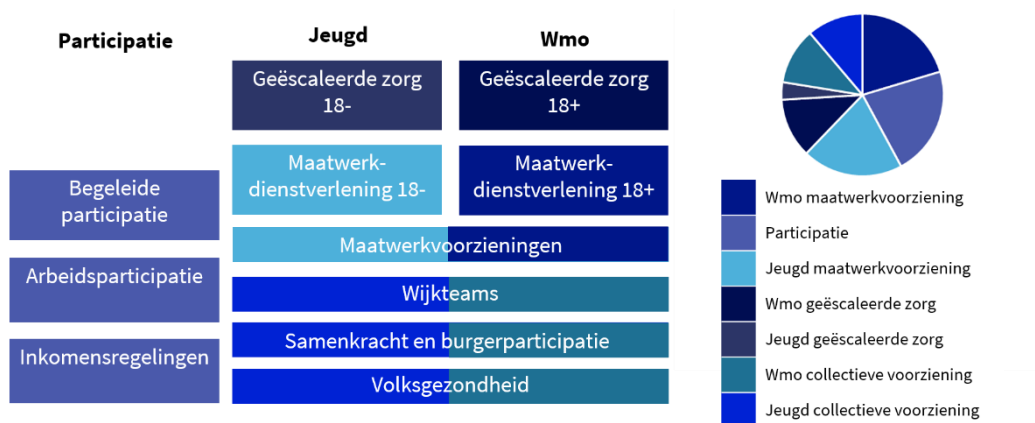 Participatie
Jeugd
Wmo
Geëscaleerde zorg
18-
Geëscaleerde zorg
18+
Maatwerk-
dienstverlening 18-
Maatwerk-
dienstverlening 18+
Begeleide
participatie
Maatwerkvoorzieningen
Arbeidsparticipatie
Wijkteams
Samenkracht en burgerparticipatie
Inkomensregelingen
Volksgezondheid
Wmo maatwerkvoorziening
Participatie
Jeugd maatwerkvoorziening
Wmo geëscaleerde zorg
Jeugd geëscaleerde zorg
Wmo collectieve voorziening
Jeugd collectieve voorziening